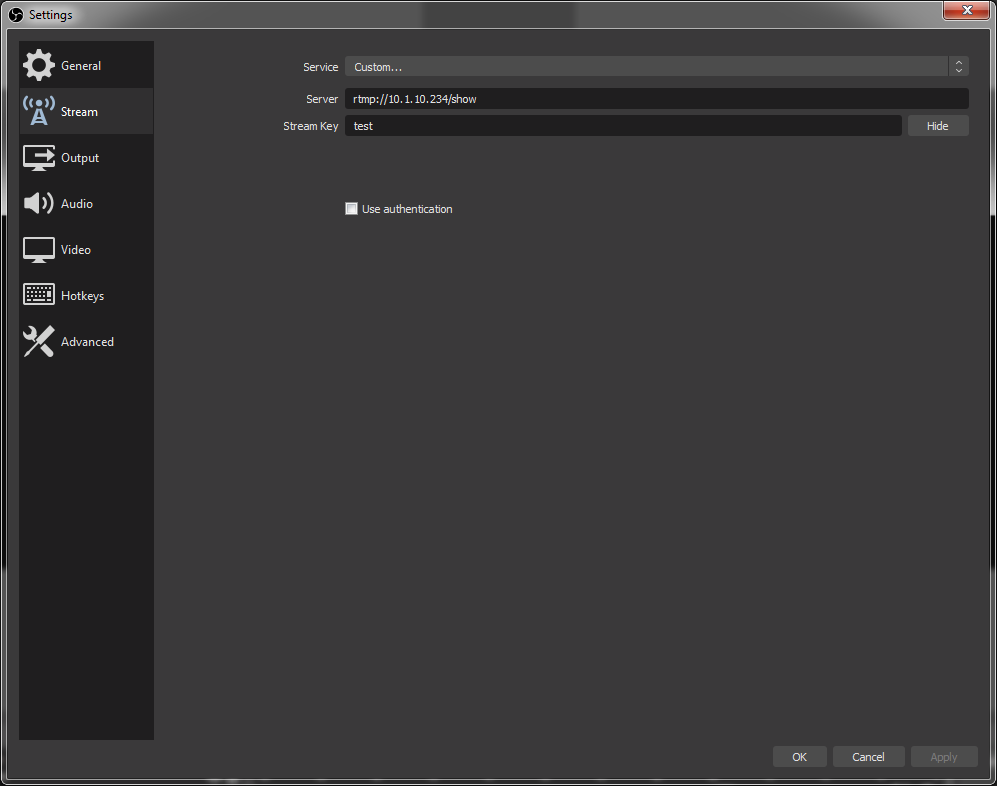 Settings
General
Stream
Output
Audio
Video
Hotkeys
Advanced
Service Custom...
Server rtmp://10.1.10.234/show
Stream Key test Hide
Use authentication
OK Cancel Apply